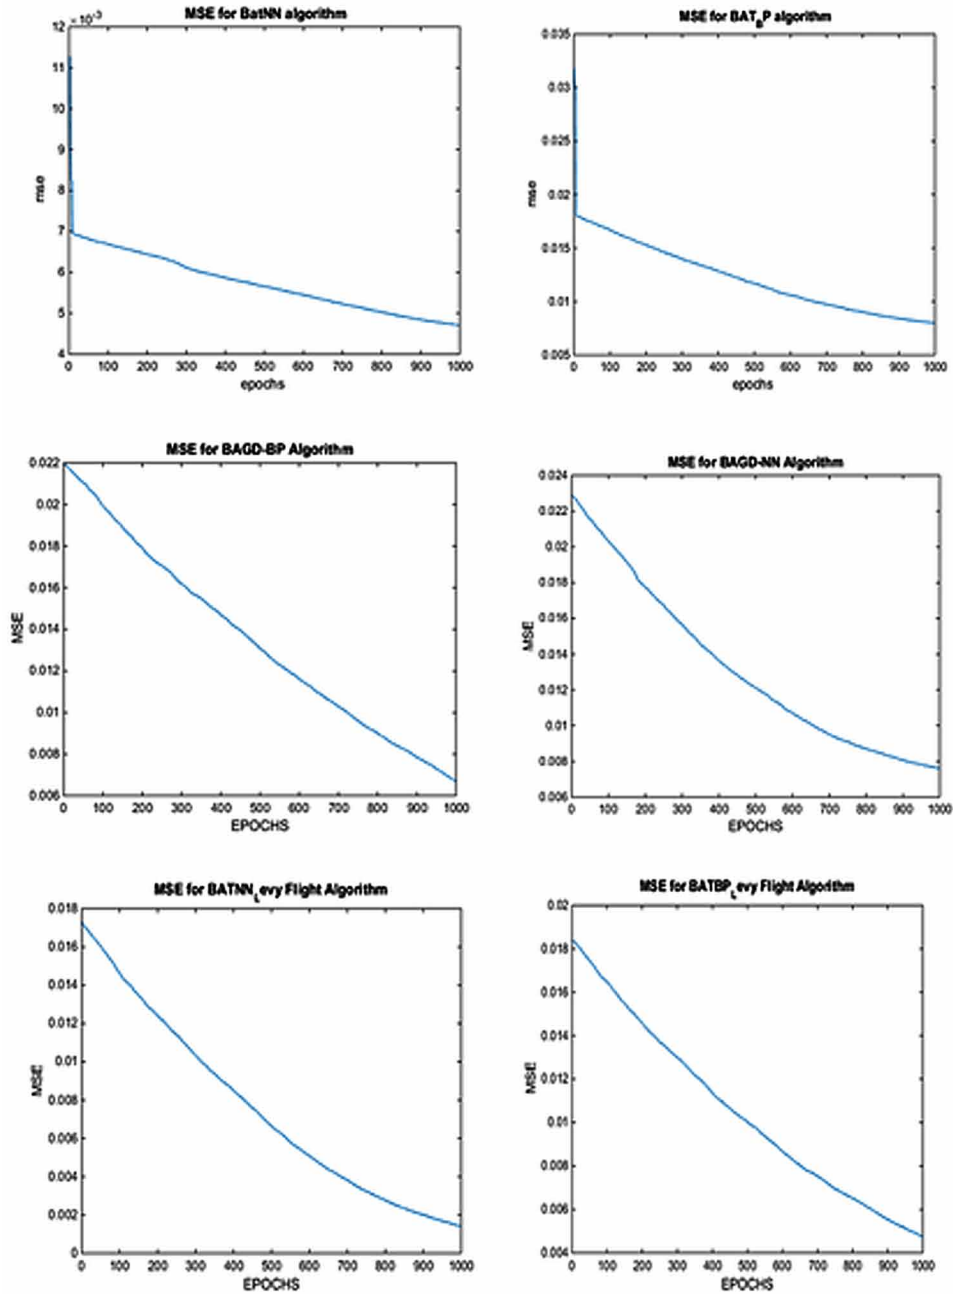 MSE for BatNN algorithm
12 × 10⁻³
11
10
9
8
7
6
5
4
mse
0 100 200 300 400 500 600 700 800 900 1000
epochs
MSE for BAT_BP algorithm
0.035
0.03
0.025
0.02
0.015
0.01
0.005
mse
0 100 200 300 400 500 600 700 800 900 1000
epochs
MSE for BAGD-BP Algorithm
0.022
0.02
0.018
0.016
0.014
0.012
0.01
0.008
0.006
MSE
0 100 200 300 400 500 600 700 800 900 1000
EPOCHS
MSE for BAGD-NN Algorithm
0.024
0.022
0.02
0.018
0.016
0.014
0.012
0.01
0.008
0.006
MSE
0 100 200 300 400 500 600 700 800 900 1000
EPOCHS
MSE for BATNN_Levy Flight Algorithm
0.018
0.016
0.014
0.012
0.01
0.008
0.006
0.004
0.002
0
MSE
0 100 200 300 400 500 600 700 800 900 1000
EPOCHS
MSE for BATBP_Levy Flight Algorithm
0.02
0.018
0.016
0.014
0.012
0.01
0.008
0.006
0.004
MSE
0 100 200 300 400 500 600 700 800 900 1000
EPOCHS